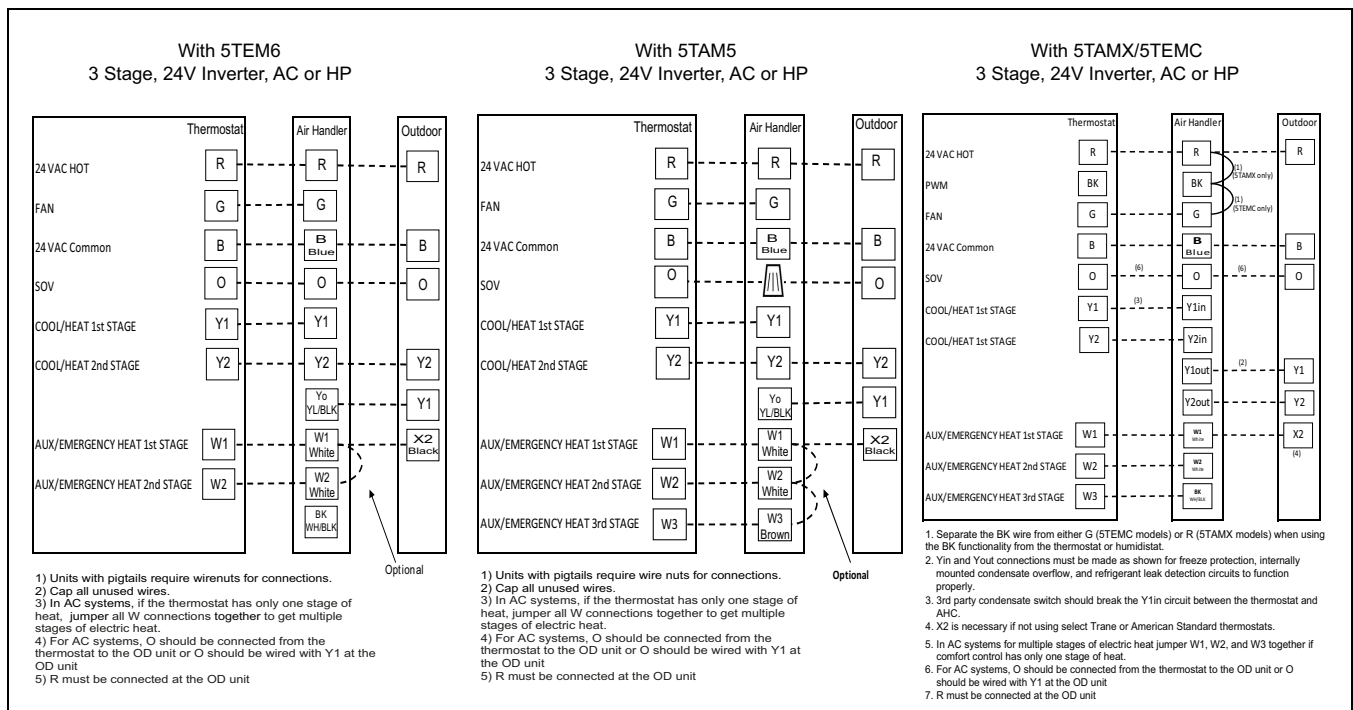 With 5TEM6
3 Stage, 24V Inverter, AC or HP
Thermostat
Air Handler
Outdoor
24 VAC HOT
R
R
R
FAN
G
G
24 VAC Common
B
B
Blue
B
SOV
O
O
O
COOL/HEAT 1st STAGE
Y1
Y1
COOL/HEAT 2nd STAGE
Y2
Y2
Y2
Yo
YL/BLK
Y1
AUX/EMERGENCY HEAT 1st STAGE
W1
W1
White
X2
Black
AUX/EMERGENCY HEAT 2nd STAGE
W2
W2
White
BK
WH/BLK
Optional
1) Units with pigtails require wirenuts for connections.
2) Cap all unused wires.
3) In AC systems, if the thermostat has only one stage of
heat, jumper all W connections together to get multiple
stages of electric heat.
4) For AC systems, O should be connected from the
thermostat to the OD unit or O should be wired with Y1 at the
OD unit
5) R must be connected at the OD unit
With 5TAM5
3 Stage, 24V Inverter, AC or HP
Thermostat
Air Handler
Outdoor
24 VAC HOT
R
R
R
FAN
G
G
24 VAC Common
B
B
Blue
B
SOV
O
O
COOL/HEAT 1st STAGE
Y1
Y1
COOL/HEAT 2nd STAGE
Y2
Y2
Y2
Yo
YL/BLK
Y1
AUX/EMERGENCY HEAT 1st STAGE
W1
W1
White
X2
Black
AUX/EMERGENCY HEAT 2nd STAGE
W2
W2
White
AUX/EMERGENCY HEAT 3rd STAGE
W3
W3
Brown
Optional
1) Units with pigtails require wire nuts for connections.
2) Cap all unused wires.
3) In AC systems, if the thermostat has only one stage of
heat, jumper all W connections together to get multiple
stages of electric heat.
4) For AC systems, O should be connected from the
thermostat to the OD unit or O should be wired with Y1 at
the OD unit
5) R must be connected at the OD unit
With 5TAMX/5TEMC
3 Stage, 24V Inverter, AC or HP
Thermostat
Air Handler
Outdoor
24 VAC HOT
R
R
R
(1)
(5TAMX only)
PWM
BK
BK
(1)
(5TEMC only)
FAN
G
G
24 VAC Common
B
B
Blue
B
SOV
O
(6)
O
(6)
O
COOL/HEAT 1st STAGE
Y1
(3)
Y1in
COOL/HEAT 1st STAGE
Y2
Y2in
Y1out
(2)
Y1
Y2out
Y2
AUX/EMERGENCY HEAT 1st STAGE
W1
W1
White
X2
(4)
AUX/EMERGENCY HEAT 2nd STAGE
W2
W2
White
AUX/EMERGENCY HEAT 3rd STAGE
W3
BK
WH/BLK
1. Separate the BK wire from either G (5TEMC models) or R (5TAMX models) when using
the BK functionality from the thermostat or humidistat.
2. Yin and Yout connections must be made as shown for freeze protection, internally
mounted condensate overflow, and refrigerant leak detection circuits to function
properly.
3. 3rd party condensate switch should break the Y1in circuit between the thermostat and
AHC.
4. X2 is necessary if not using select Trane or American Standard thermostats.
5. In AC systems for multiple stages of electric heat jumper W1, W2, and W3 together if
comfort control has only one stage of heat.
6. For AC systems, O should be connected from the thermostat to the OD unit or O
should be wired with Y1 at the OD unit
7. R must be connected at the OD unit